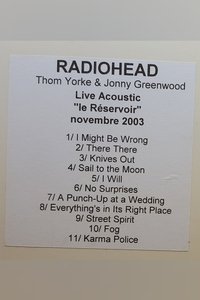 RADIOHEAD
Thom Yorke & Jonny Greenwood
Live Acoustic
"le Réservoir"
novembre 2003
1/ I Might Be Wrong
2/ There There
3/ Knives Out
4/ Sail to the Moon
5/ I Will
6/ No Surprises
7/ A Punch-Up at a Wedding
8/ Everything's in Its Right Place
9/ Street Spirit
10/ Fog
11/ Karma Police